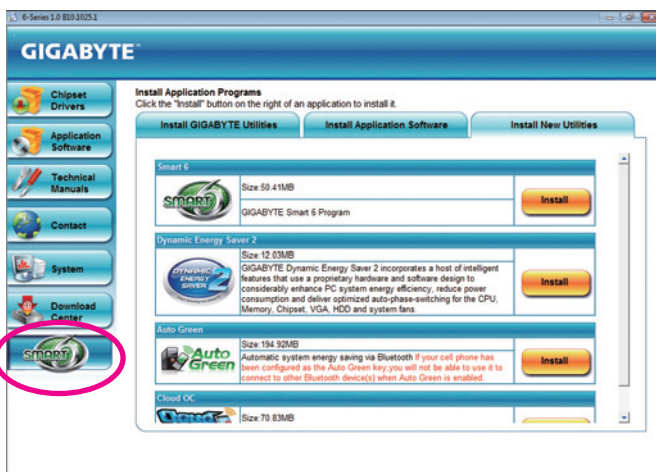 6-Series 1.0 B10.1025.1
GIGABYTE™
Chipset
Drivers
Application
Software
Technical
Manuals
Contact
System
Download
Center
SMART6
Install Application Programs
Click the "Install" button on the right of an application to install it.
Install GIGABYTE Utilities
Install Application Software
Install New Utilities
Smart 6
SMART6
Size:50.41MB
GIGABYTE Smart 6 Program
Install
Dynamic Energy Saver 2
DYNAMIC
ENERGY
SAVER 2
Size:12.03MB
GIGABYTE Dynamic Energy Saver 2 incorporates a host of intelligent
features that use a proprietary hardware and software design to
considerably enhance PC system energy efficiency, reduce power
consumption and deliver optimized auto-phase-switching for the CPU,
Memory, Chipset, VGA, HDD and system fans.
Install
Auto Green
Auto
Green
Size:194.92MB
Automatic system energy saving via Bluetooth If your cell phone has
been configured as the Auto Green key,you will not be able to use it to
connect to other Bluetooth device(s) when Auto Green is enabled.
Install
Cloud OC
Size:70.83MB